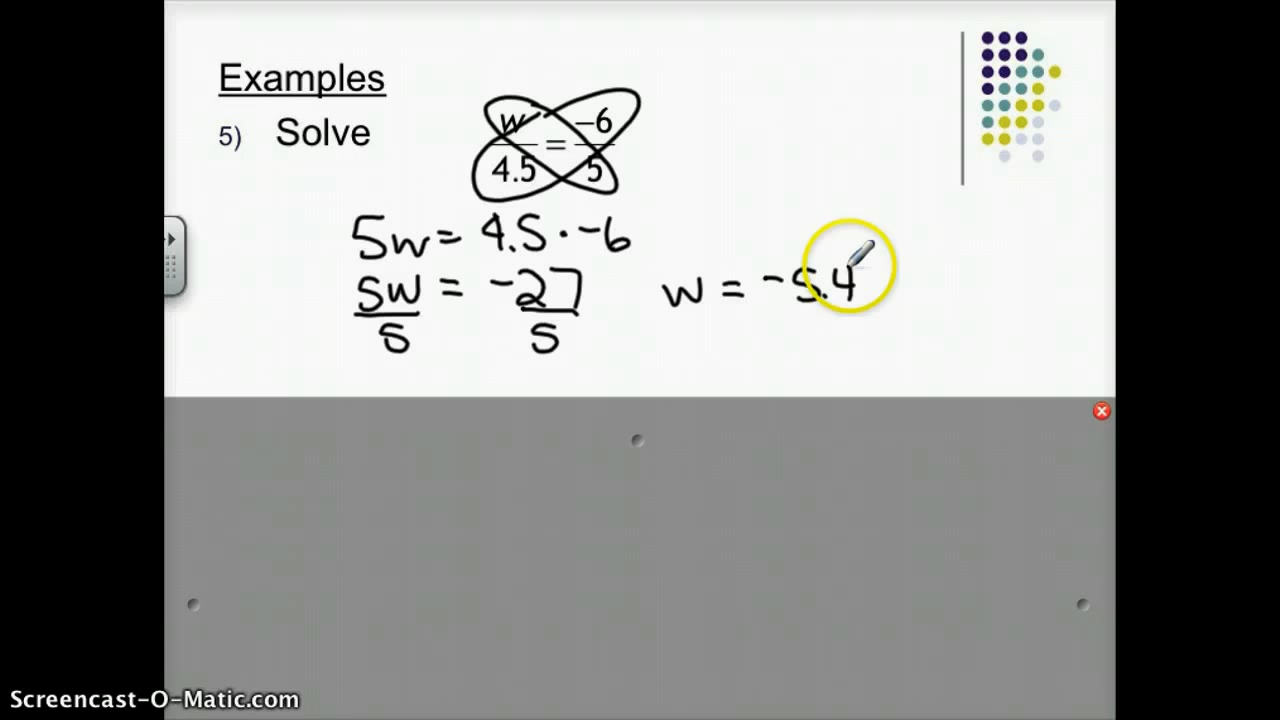 Examples
5) Solve
w/4.5 = −6/5
5w = 4.5 · -6
5w/5 = -27/5
w = -5.4
Screencast-O-Matic.com